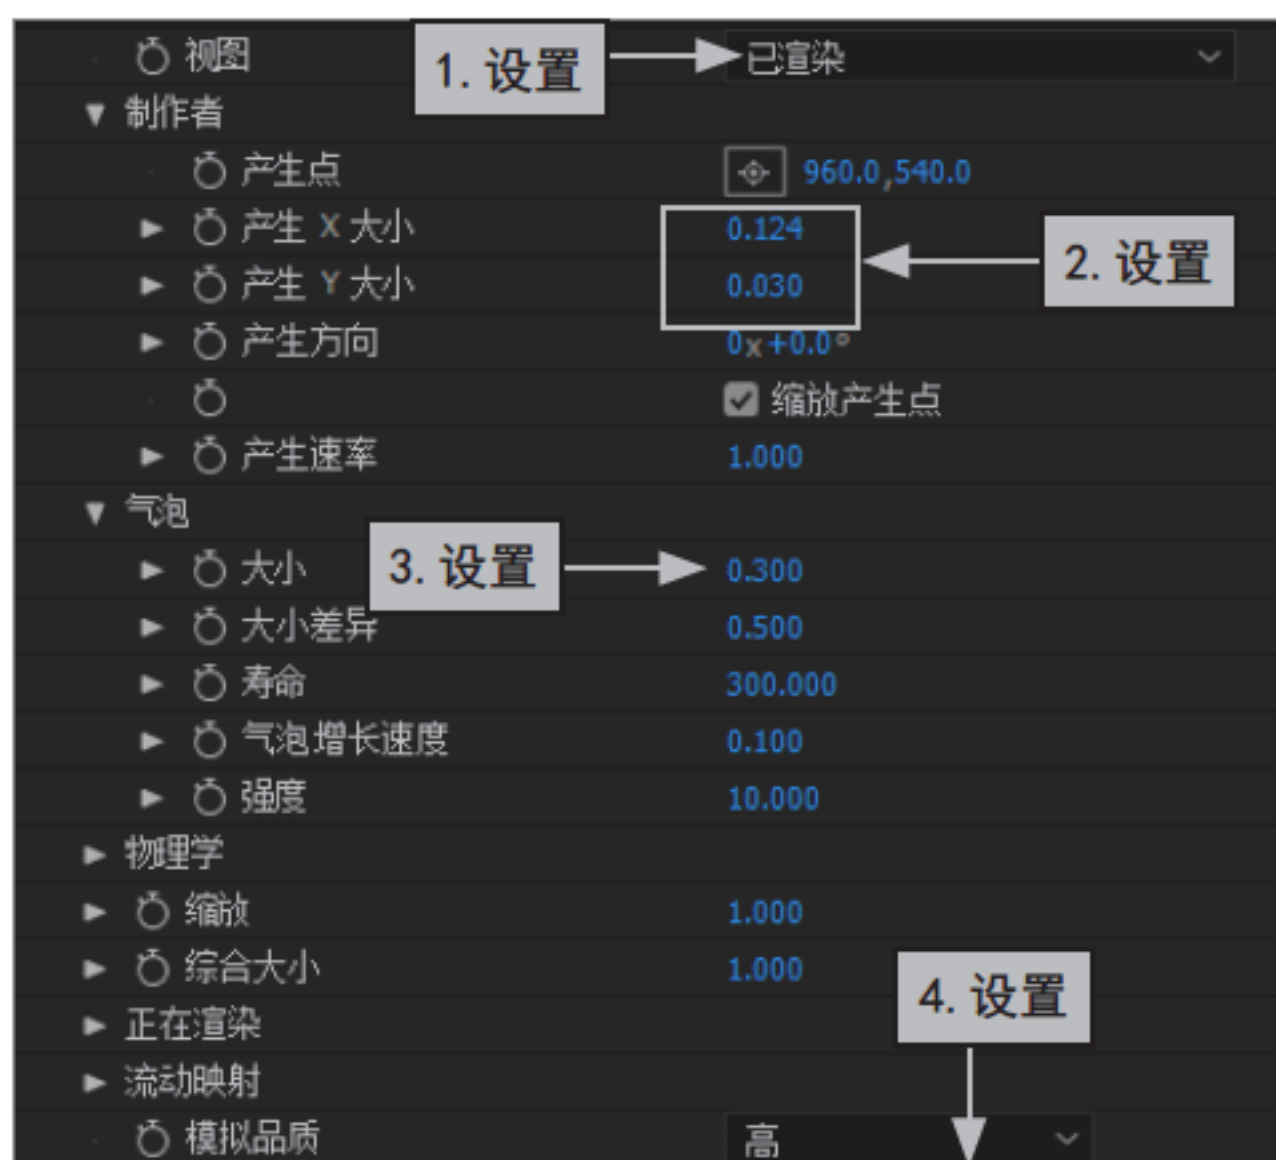 视图 1. 设置 已渲染
制作者
产生点 960.0,540.0
产生 X 大小 0.124
产生 Y 大小 0.030 2. 设置
产生方向 0x+0.0°
缩放产生点
产生速率 1.000
气泡
大小 3. 设置 0.300
大小差异 0.500
寿命 300.000
气泡增长速度 0.100
强度 10.000
物理学
缩放 1.000
综合大小 1.000
4. 设置
正在渲染
流动映射
模拟品质 高